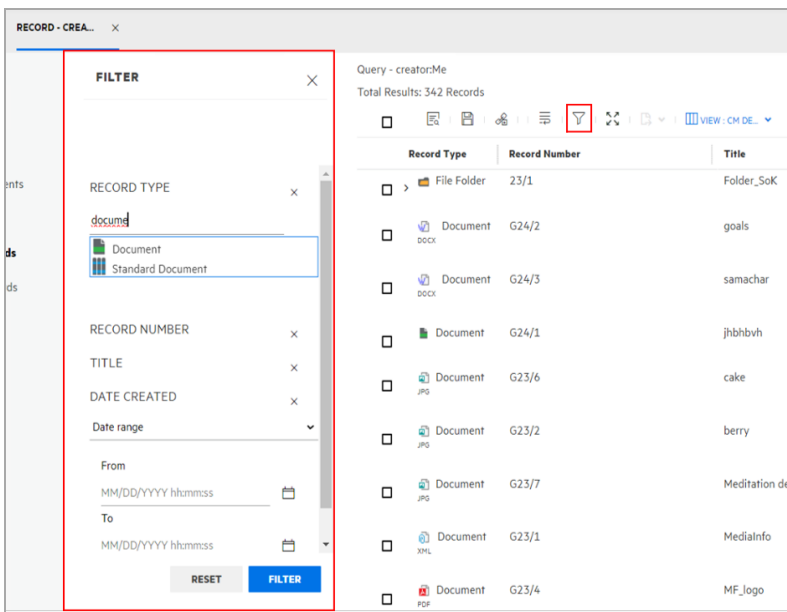 RECORD - CREA...
ents
ds
ds
FILTER
RECORD TYPE
docume
Document
Standard Document
RECORD NUMBER
TITLE
DATE CREATED
Date range
From
MM/DD/YYYY hh:mm:ss
To
MM/DD/YYYY hh:mm:ss
RESET FILTER
Query - creator:Me
Total Results: 342 Records
VIEW : CM DE...
Record Type Record Number Title
File Folder 23/1 Folder_SoK
Document G24/2 goals
DOCX
Document G24/3 samachar
DOCX
Document G24/1 jhbhbvh
Document G23/6 cake
JPG
Document G23/2 berry
JPG
Document G23/7 Meditation de
JPG
Document G23/1 MediaInfo
XML
Document G23/4 MF_logo
PDF